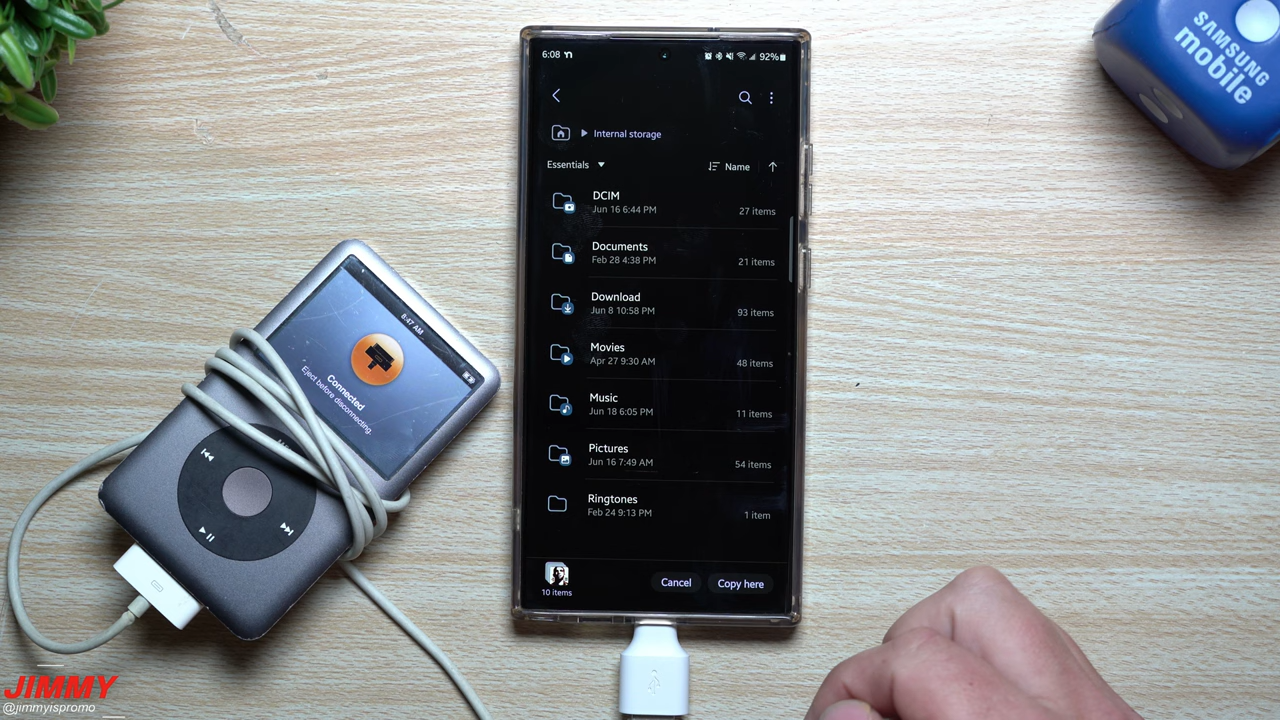 SAMSUNG
mobile
6:08
92%
Internal storage
Essentials
Name
DCIM
Jun 16 6:44 PM
27 items
Documents
Feb 28 4:38 PM
21 items
Download
Jun 8 10:58 PM
93 items
Movies
Apr 27 9:30 AM
48 items
Music
Jun 18 6:05 PM
11 items
Pictures
Jun 16 7:49 AM
54 items
Ringtones
Feb 24 9:13 PM
1 item
10 items
Cancel
Copy here
8:47 AM
Connected
Eject before disconnecting.
JIMMY
@jimmyispromo